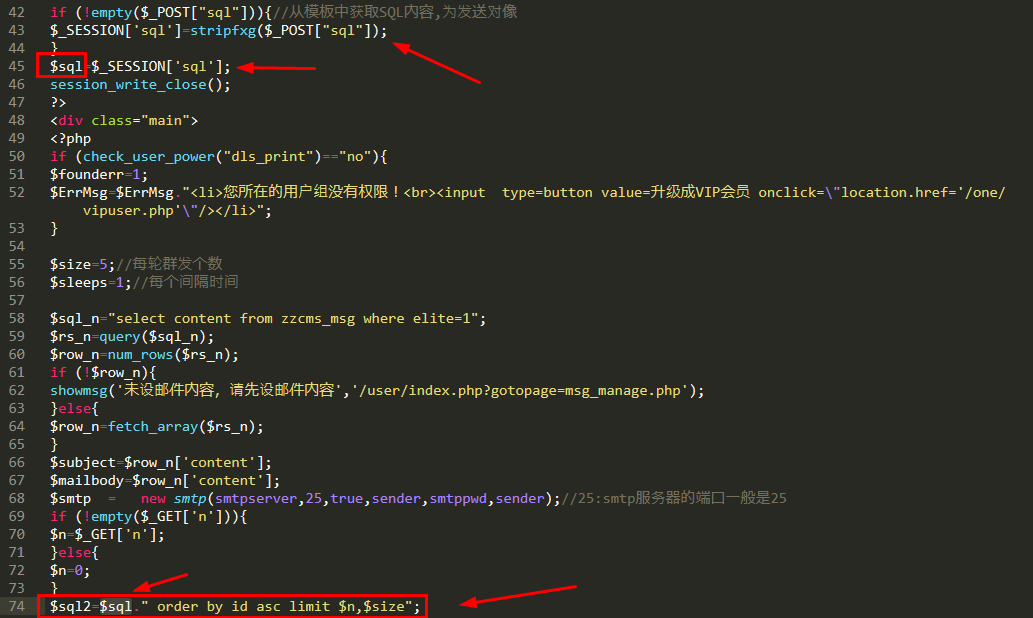 42 if (!empty($_POST["sql"])){//从模板中获取SQL内容,为发送对像
43 $_SESSION['sql']=stripfxg($_POST["sql"]);
44 }
45 $sql=$_SESSION['sql'];
46 session_write_close();
47 ?>
48 <div class="main">
49 <?php
50 if (check_user_power("dls_print")=="no"){
51 $founderr=1;
52 $ErrMsg=$ErrMsg."<li>您所在的用户组没有权限！<br><input  type=button value=升级成VIP会员 onclick=\"location.href='/one/
vipuser.php'\"/></li>";
53 }
54
55 $size=5;//每轮群发个数
56 $sleeps=1;//每个间隔时间
57
58 $sql_n="select content from zzcms_msg where elite=1";
59 $rs_n=query($sql_n);
60 $row_n=num_rows($rs_n);
61 if (!$row_n){
62 showmsg('未设邮件内容，请先设邮件内容','/user/index.php?gotopage=msg_manage.php');
63 }else{
64 $row_n=fetch_array($rs_n);
65 }
66 $subject=$row_n['content'];
67 $mailbody=$row_n['content'];
68 $smtp  =   new smtp(smtpserver,25,true,sender,smtppwd,sender);//25:smtp服务器的端口一般是25
69 if (!empty($_GET['n'])){
70 $n=$_GET['n'];
71 }else{
72 $n=0;
73 }
74 $sql2=$sql." order by id asc limit $n,$size";